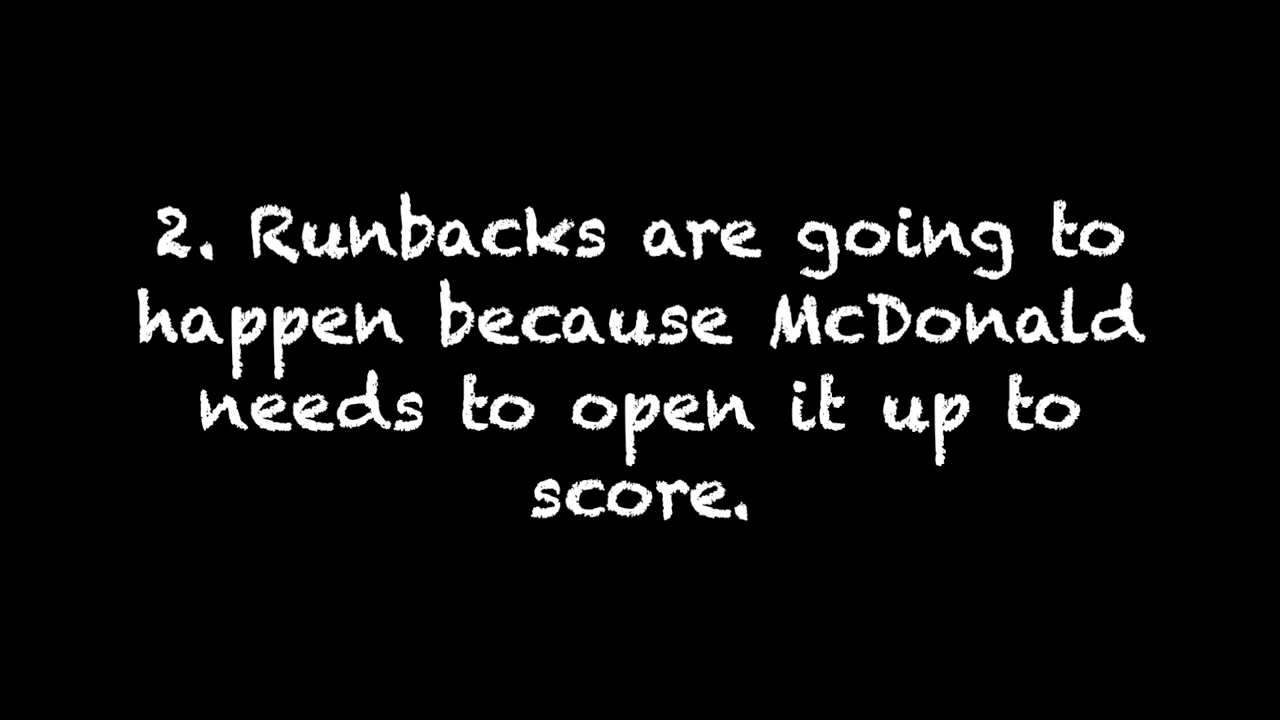 2. Runbacks are going to
happen because McDonald
needs to open it up to
score.